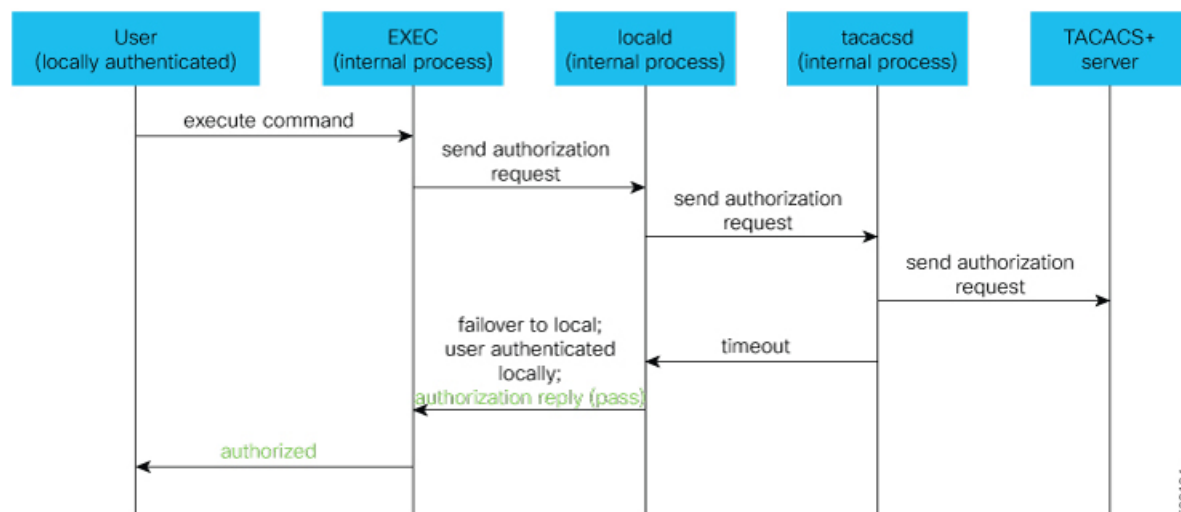 User
(locally authenticated)
EXEC
(internal process)
locald
(internal process)
tacacsd
(internal process)
TACACS+
server
execute command
send authorization
request
send authorization
request
send authorization
request
timeout
failover to local;
user authenticated
locally;
authorization reply (pass)
authorized